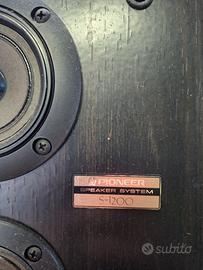 PIONEER
SPEAKER SYSTEM
S-1200
subito